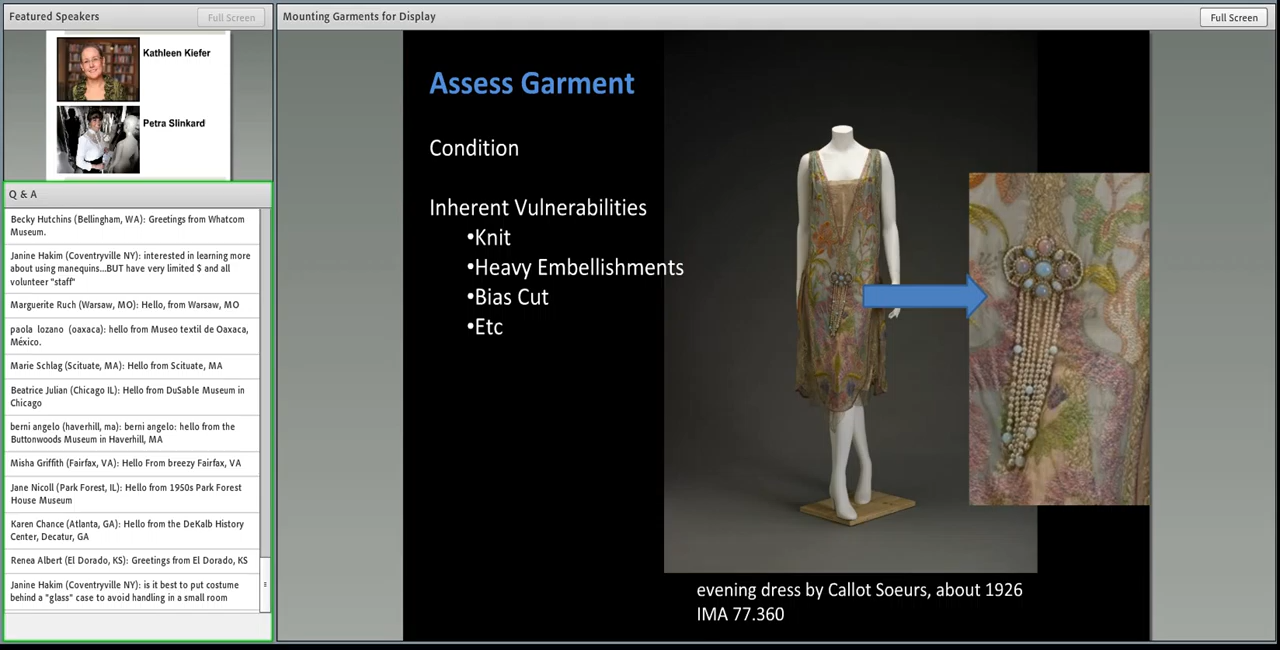 Featured Speakers
Full Screen
Kathleen Kiefer
Petra Slinkard
Q & A
Becky Hutchins (Bellingham, WA): Greetings from Whatcom
Museum.
Janine Hakim (Coventryville NY): interested in learning more
about using manequins...BUT have very limited $ and all
volunteer "staff"
Marguerite Ruch (Warsaw, MO): Hello, from Warsaw, MO
paola lozano (oaxaca): hello from Museo textil de Oaxaca,
México.
Marie Schlag (Scituate, MA): Hello from Scituate, MA
Beatrice Julian (Chicago IL): Hello from DuSable Museum in
Chicago
berni angelo (haverhill, ma): berni angelo: hello from the
Buttonwoods Museum in Haverhill, MA
Misha Griffith (Fairfax, VA): Hello From breezy Fairfax, VA
Jane Nicoll (Park Forest, IL): Hello from 1950s Park Forest
House Museum
Karen Chance (Atlanta, GA): Hello from the DeKalb History
Center, Decatur, GA
Renea Albert (El Dorado, KS): Greetings from El Dorado, KS
Janine Hakim (Coventryville NY): is it best to put costume
behind a "glass" case to avoid handling in a small room
Mounting Garments for Display
Full Screen
Assess Garment
Condition
Inherent Vulnerabilities
•Knit
•Heavy Embellishments
•Bias Cut
•Etc
evening dress by Callot Soeurs, about 1926
IMA 77.360